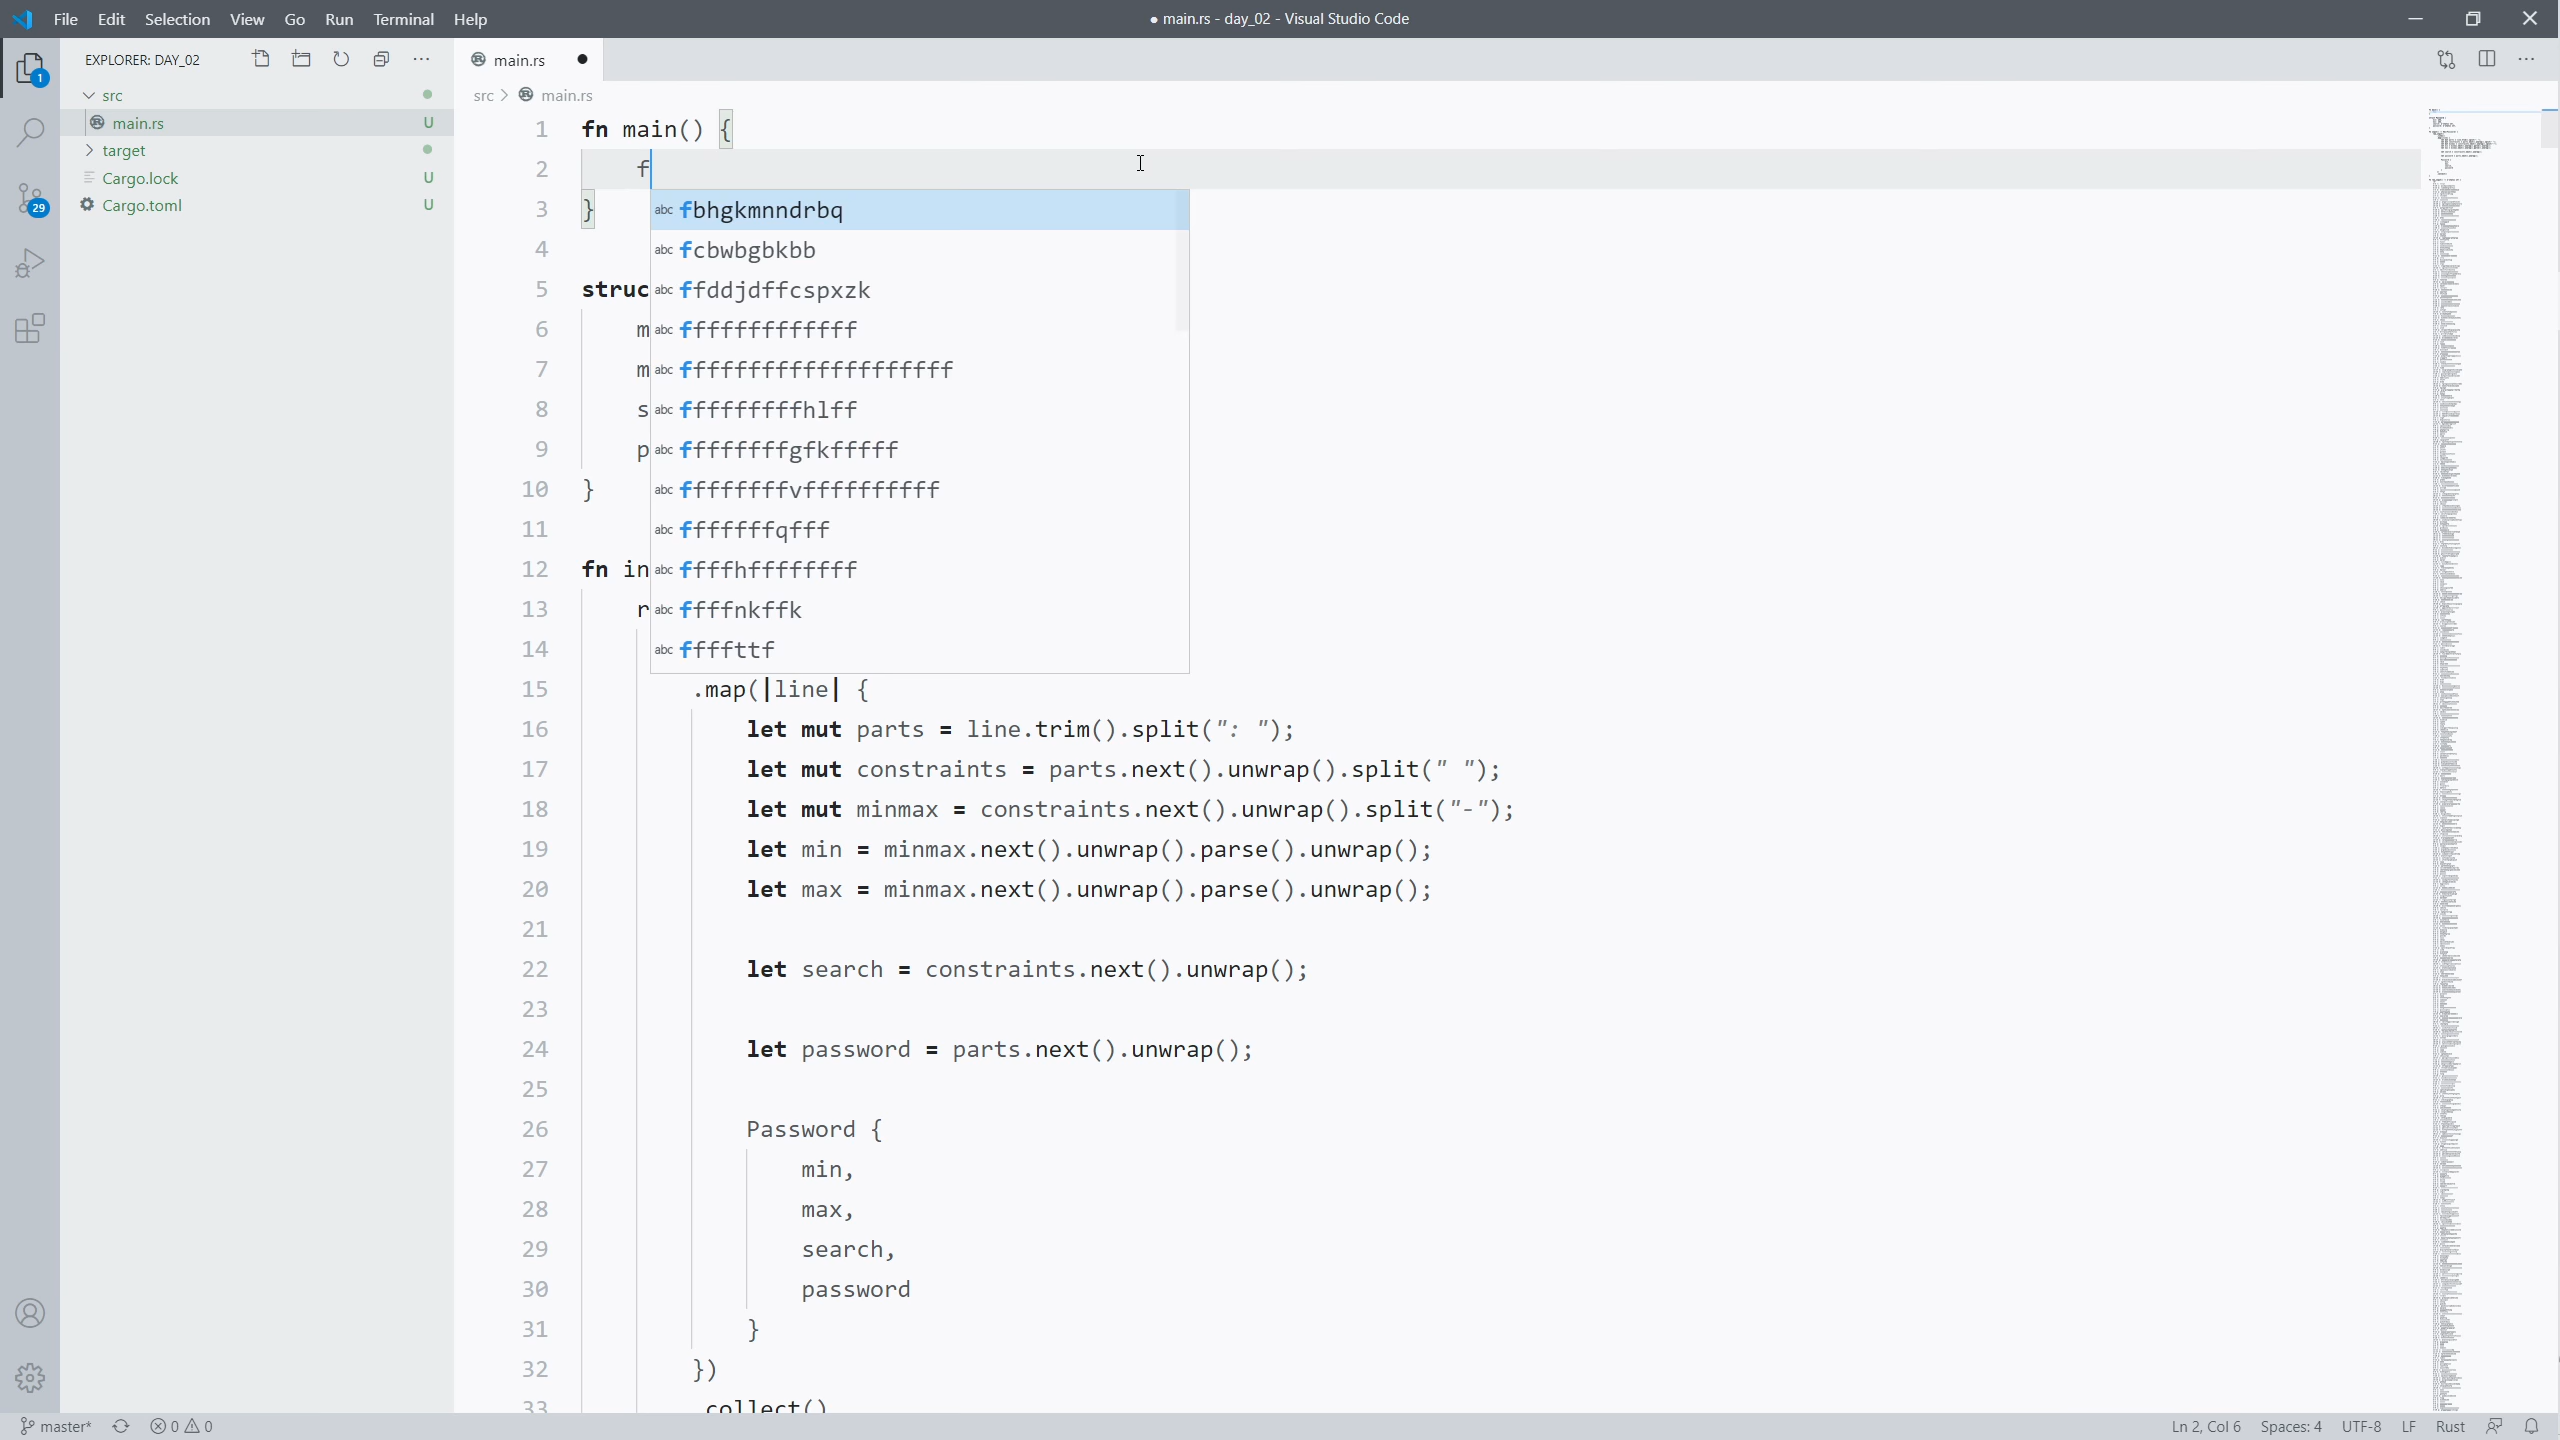 File Edit Selection View Go Run Terminal Help
● main.rs - day_02 - Visual Studio Code
EXPLORER: DAY_02
src
main.rs U
target
Cargo.lock U
Cargo.toml U
1
29
main.rs
src > main.rs
1 fn main() {
2 f
3 }
4
5 struc
6 m
7 m
8 s
9 p
10 }
11
12 fn in
13 r
14
abc fbhgkmnndrbq
abc fcbwbgbkbb
abc ffddjdffcspxzk
abc fffffffffffff
abc ffffffffffffffffffff
abc fffffffffhlff
abc ffffffffgfkfffff
abc ffffffffvffffffffff
abc fffffffqfff
abc ffffhffffffff
abc ffffnkffk
abc ffffttf
15 .map(|line| {
16 let mut parts = line.trim().split(": ");
17 let mut constraints = parts.next().unwrap().split(" ");
18 let mut minmax = constraints.next().unwrap().split("-");
19 let min = minmax.next().unwrap().parse().unwrap();
20 let max = minmax.next().unwrap().parse().unwrap();
21
22 let search = constraints.next().unwrap();
23
24 let password = parts.next().unwrap();
25
26 Password {
27 min,
28 max,
29 search,
30 password
31 }
32 })
33 collect()
master* 0 0
Ln 2, Col 6 Spaces: 4 UTF-8 LF Rust